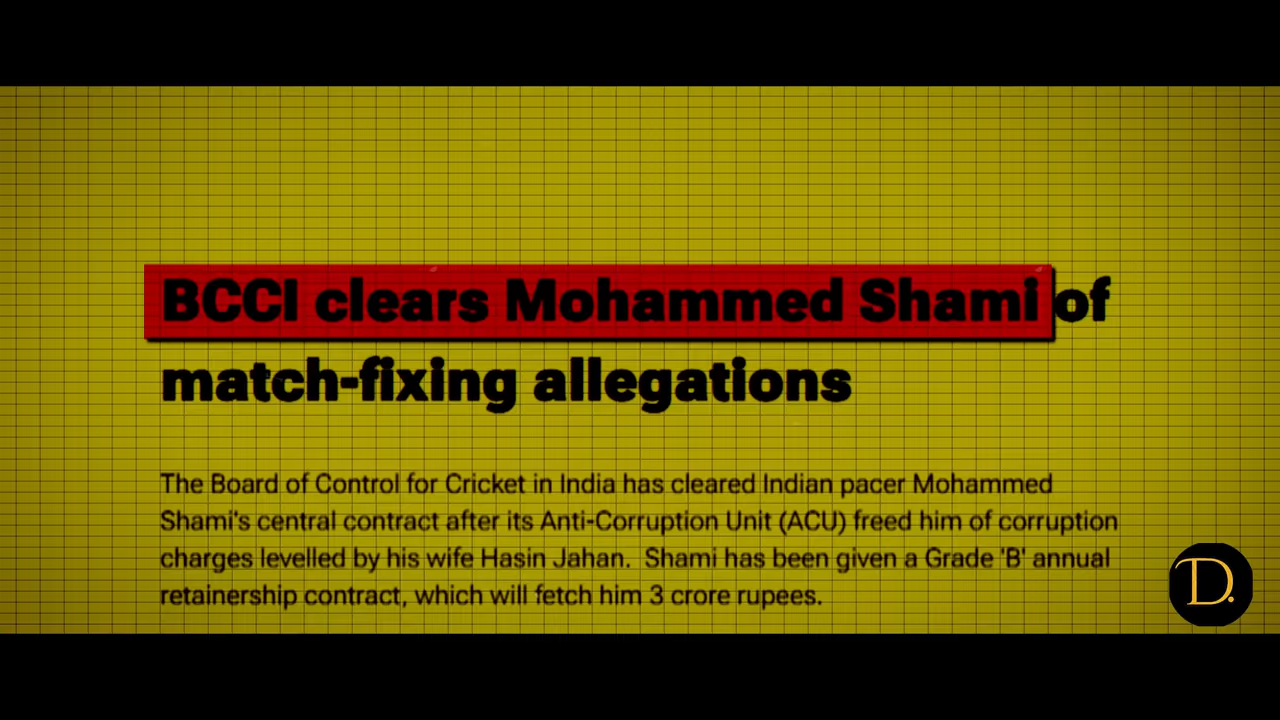 BCCI clears Mohammed Shami of
match-fixing allegations
The Board of Control for Cricket in India has cleared Indian pacer Mohammed
Shami's central contract after its Anti-Corruption Unit (ACU) freed him of corruption
charges levelled by his wife Hasin Jahan.  Shami has been given a Grade 'B' annual
retainership contract, which will fetch him 3 crore rupees.
D.